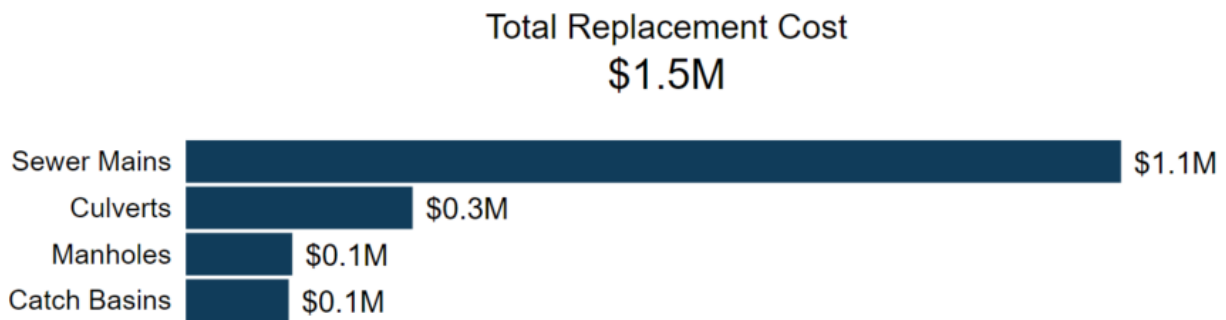 Total Replacement Cost
$1.5M
Sewer Mains $1.1M
Culverts $0.3M
Manholes $0.1M
Catch Basins $0.1M